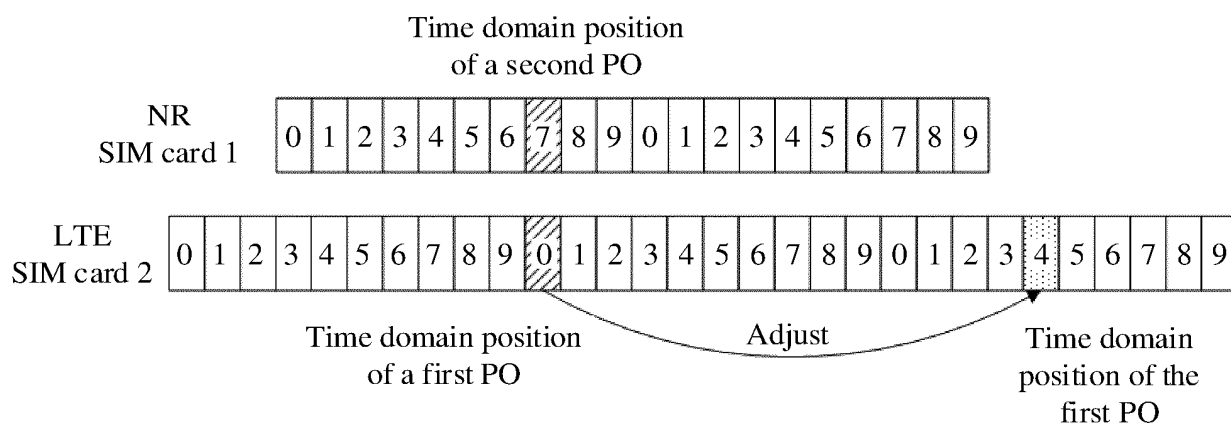 Time domain position
of a second PO
NR
SIM card 1
0 1 2 3 4 5 6 7 8 9 0 1 2 3 4 5 6 7 8 9
LTE
SIM card 2
0 1 2 3 4 5 6 7 8 9 0 1 2 3 4 5 6 7 8 9 0 1 2 3 4 5 6 7 8 9
Time domain position
of a first PO
Adjust
Time domain
position of the
first PO